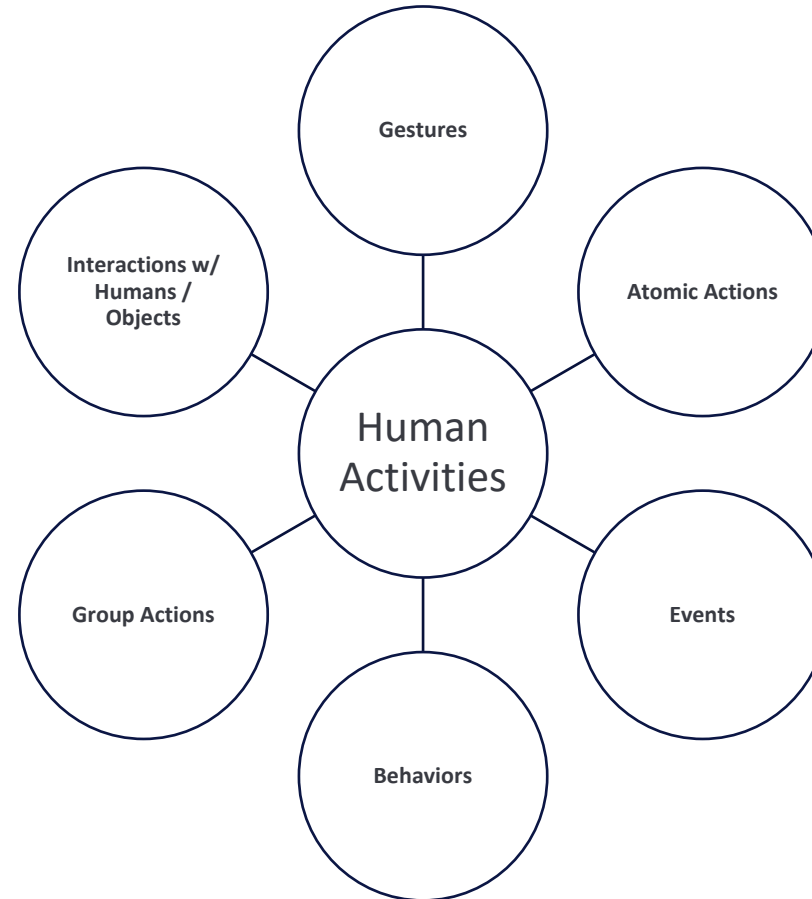 Gestures
Interactions w/
Humans /
Objects
Atomic Actions
Human
Activities
Group Actions
Events
Behaviors